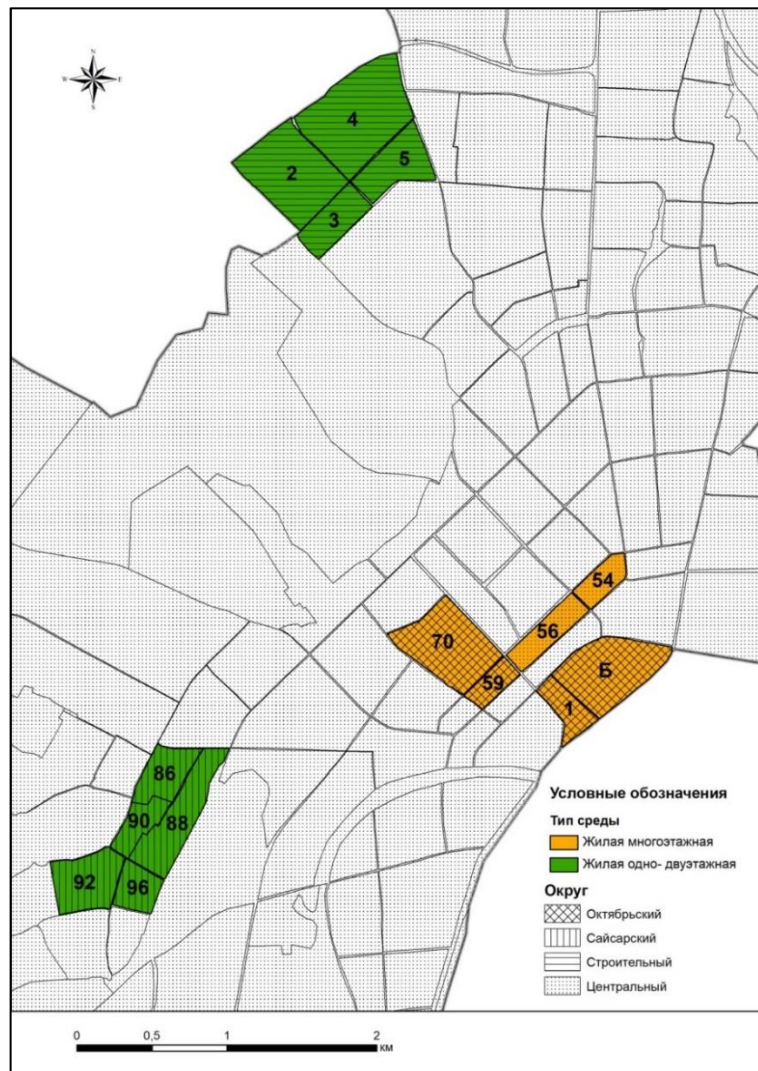 N
W E
S
4
2
5
3
54
56
70
Б
59
1
86
90
88
92
96
Условные обозначения
Тип среды
Жилая многоэтажная
Жилая одно- двуэтажная
Округ
Октябрьский
Сайсарский
Строительный
Центральный
0 0,5 1 2
км